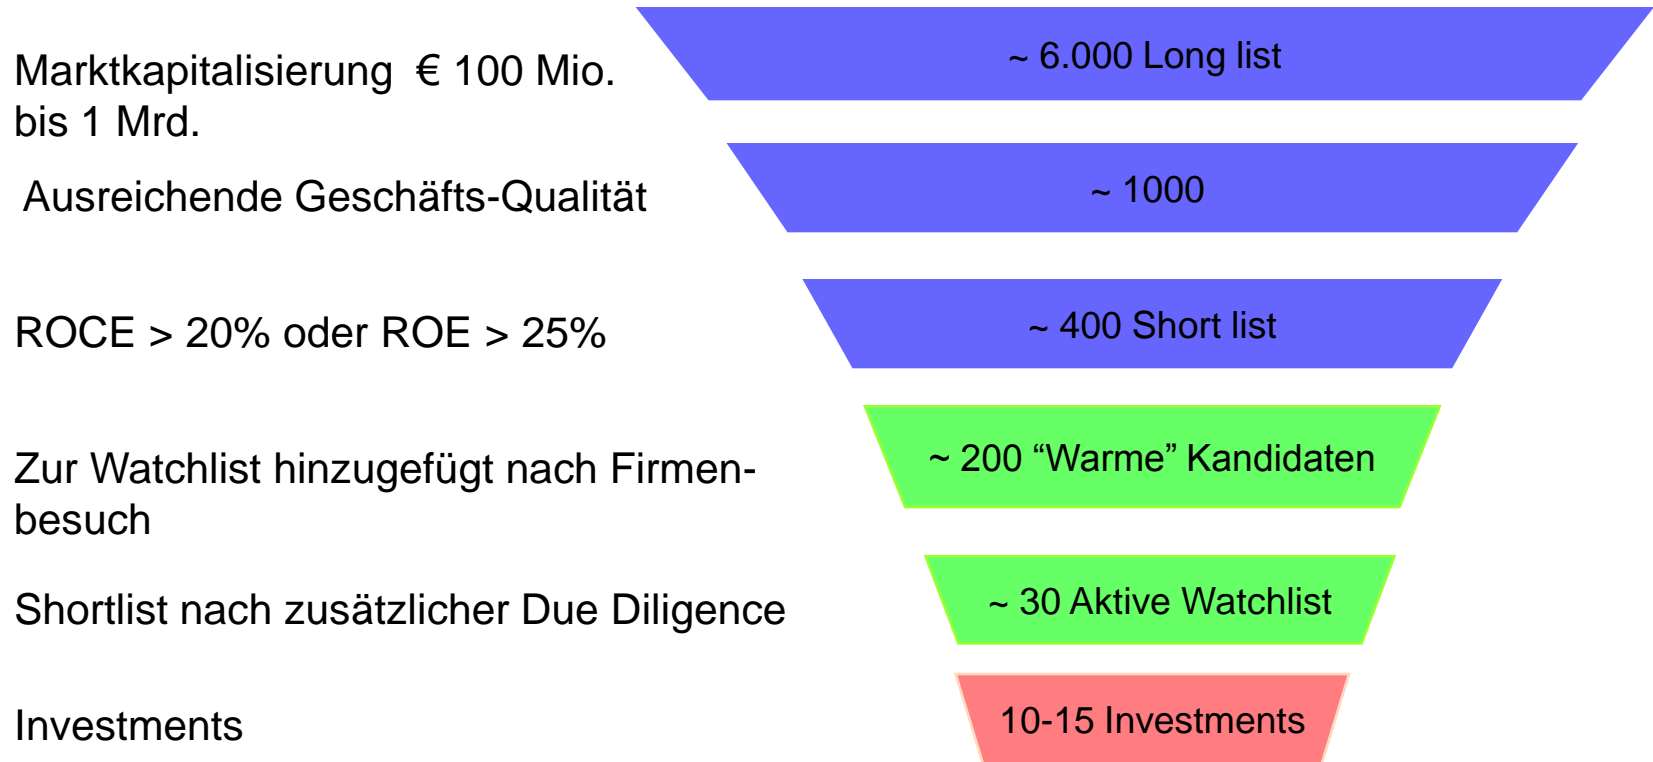 Marktkapitalisierung € 100 Mio.
bis 1 Mrd.
~ 6.000 Long list
Ausreichende Geschäfts-Qualität
~ 1000
ROCE > 20% oder ROE > 25%
~ 400 Short list
Zur Watchlist hinzugefügt nach Firmen-
besuch
~ 200 “Warme” Kandidaten
Shortlist nach zusätzlicher Due Diligence
~ 30 Aktive Watchlist
Investments
10-15 Investments